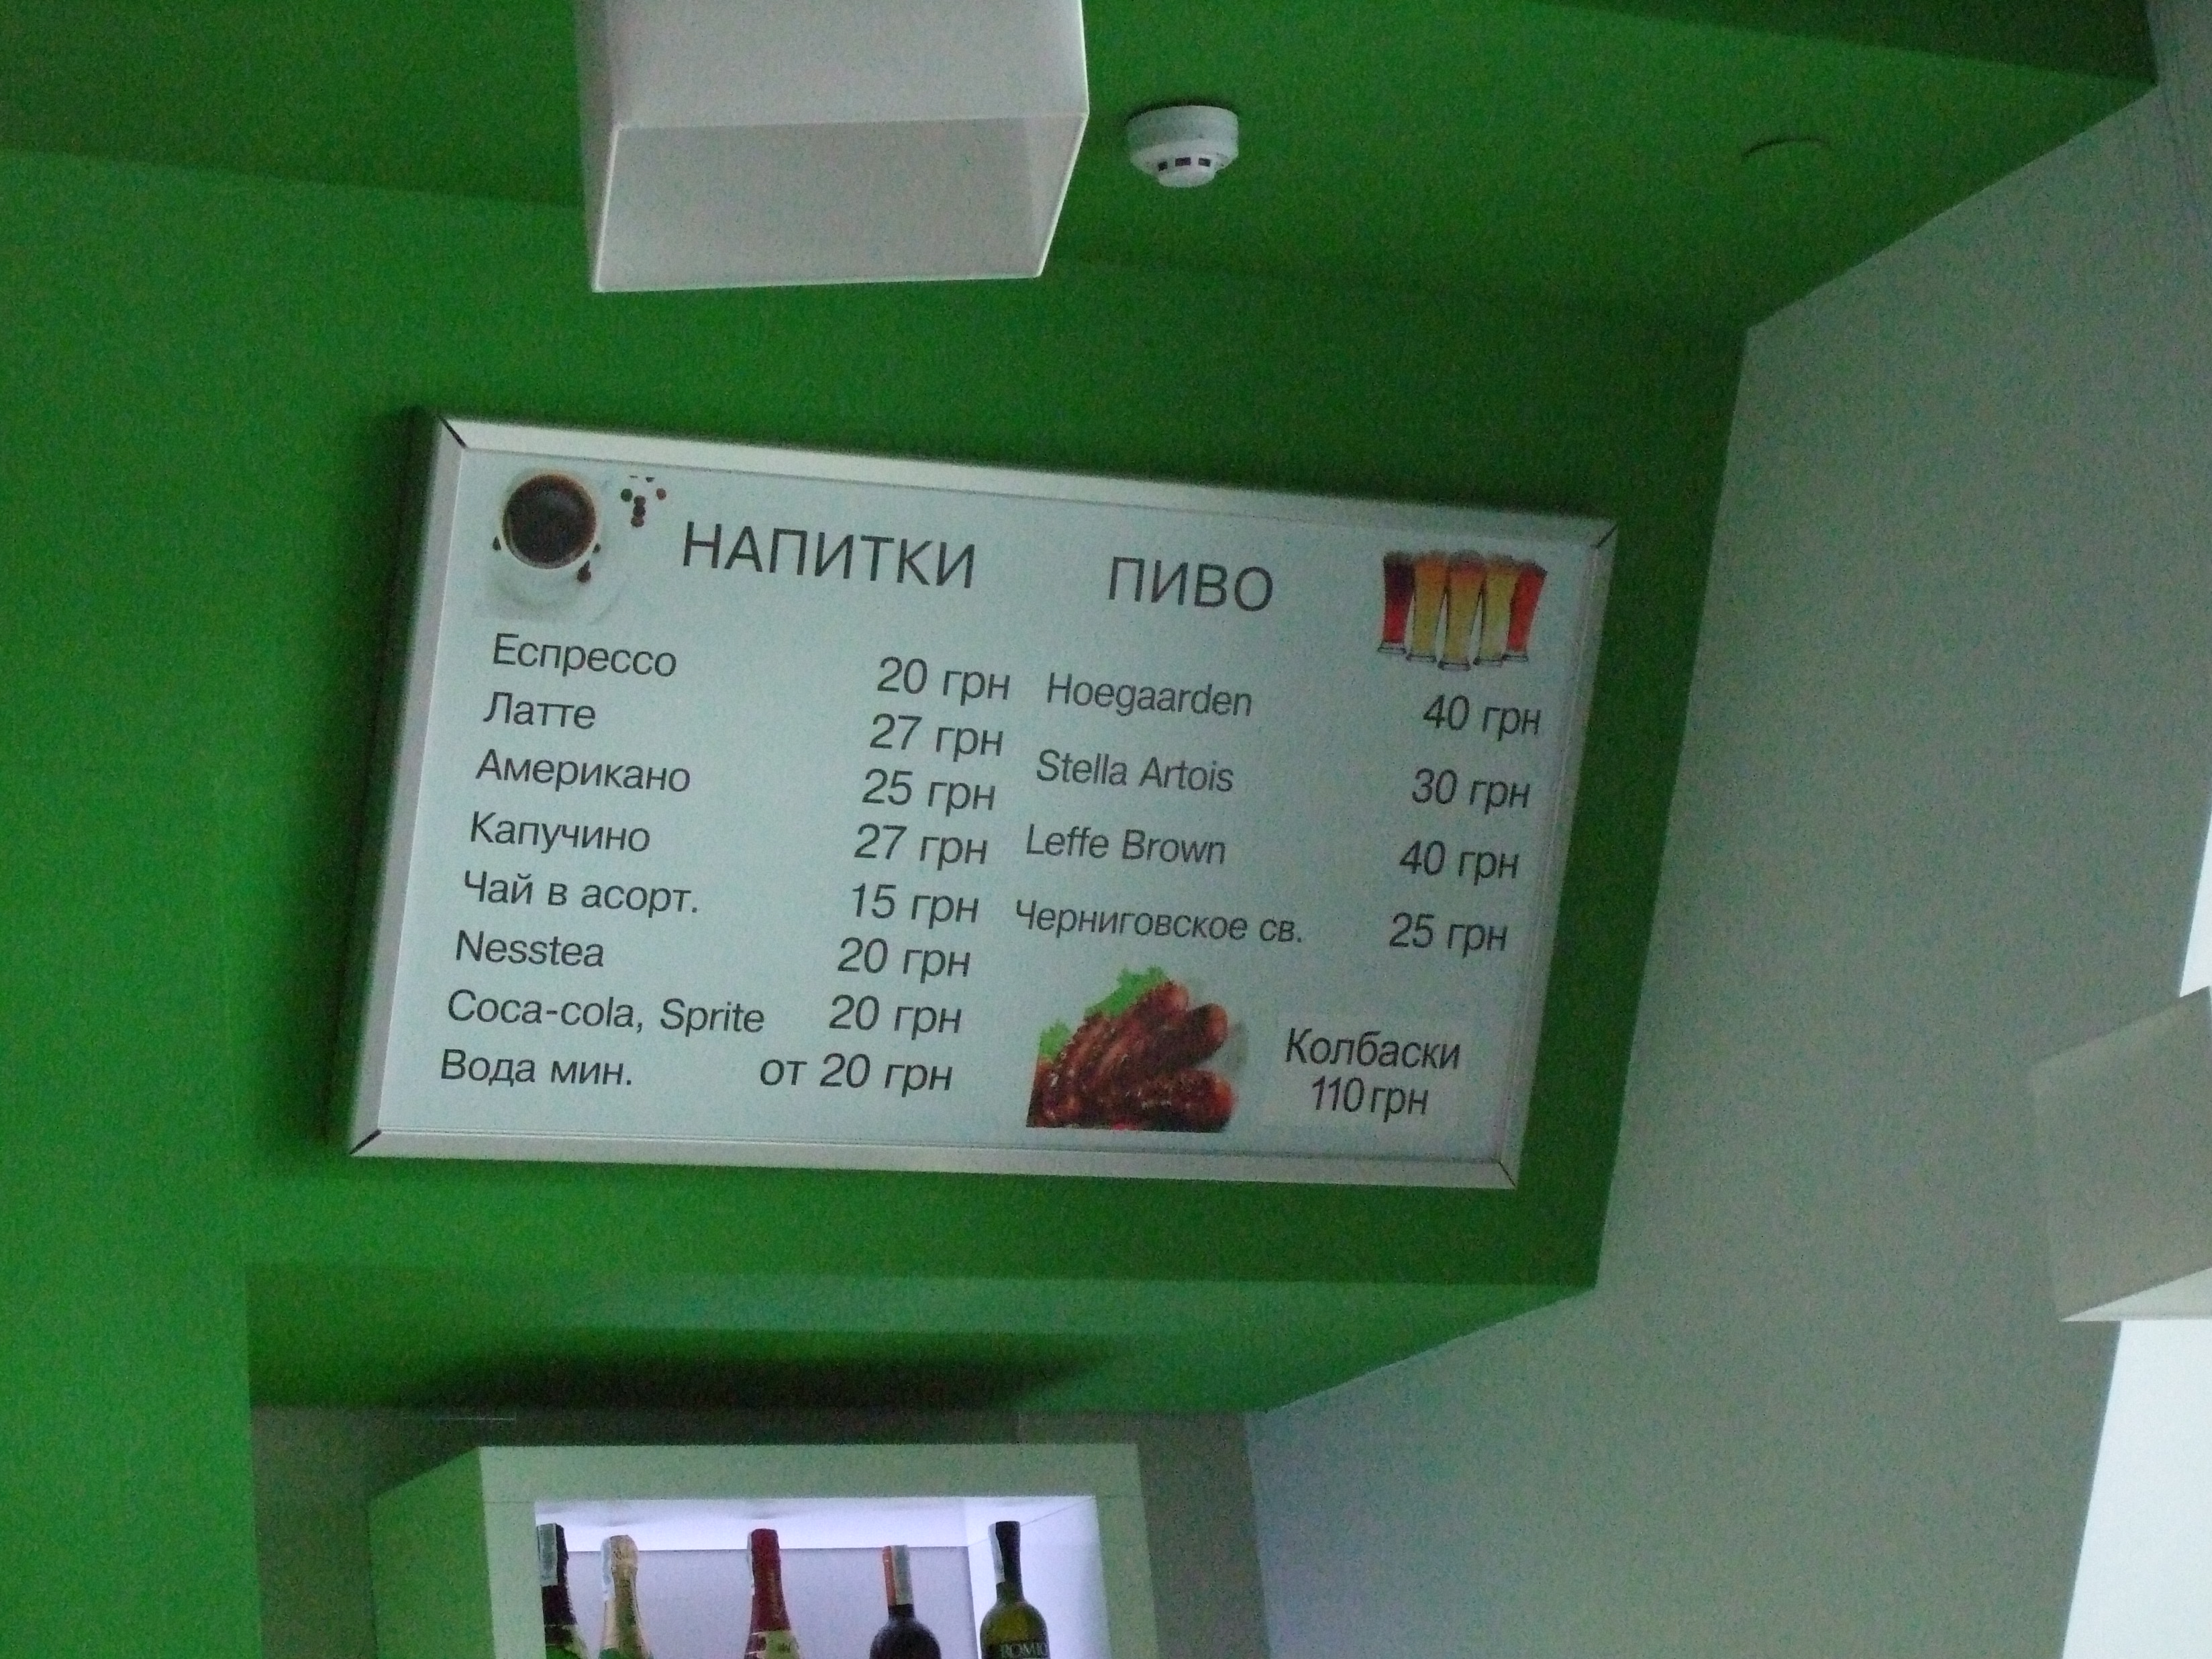 НАПИТКИ
Еспрессо 20 грн
Латте 27 грн
Американо 25 грн
Капучино 27 грн
Чай в асорт. 15 грн
Nesstea 20 грн
Coca-cola, Sprite 20 грн
Вода мин. от 20 грн
ПИВО
Hoegaarden 40 грн
Stella Artois 30 грн
Leffe Brown 40 грн
Черниговское св. 25 грн
Колбаски
110 грн